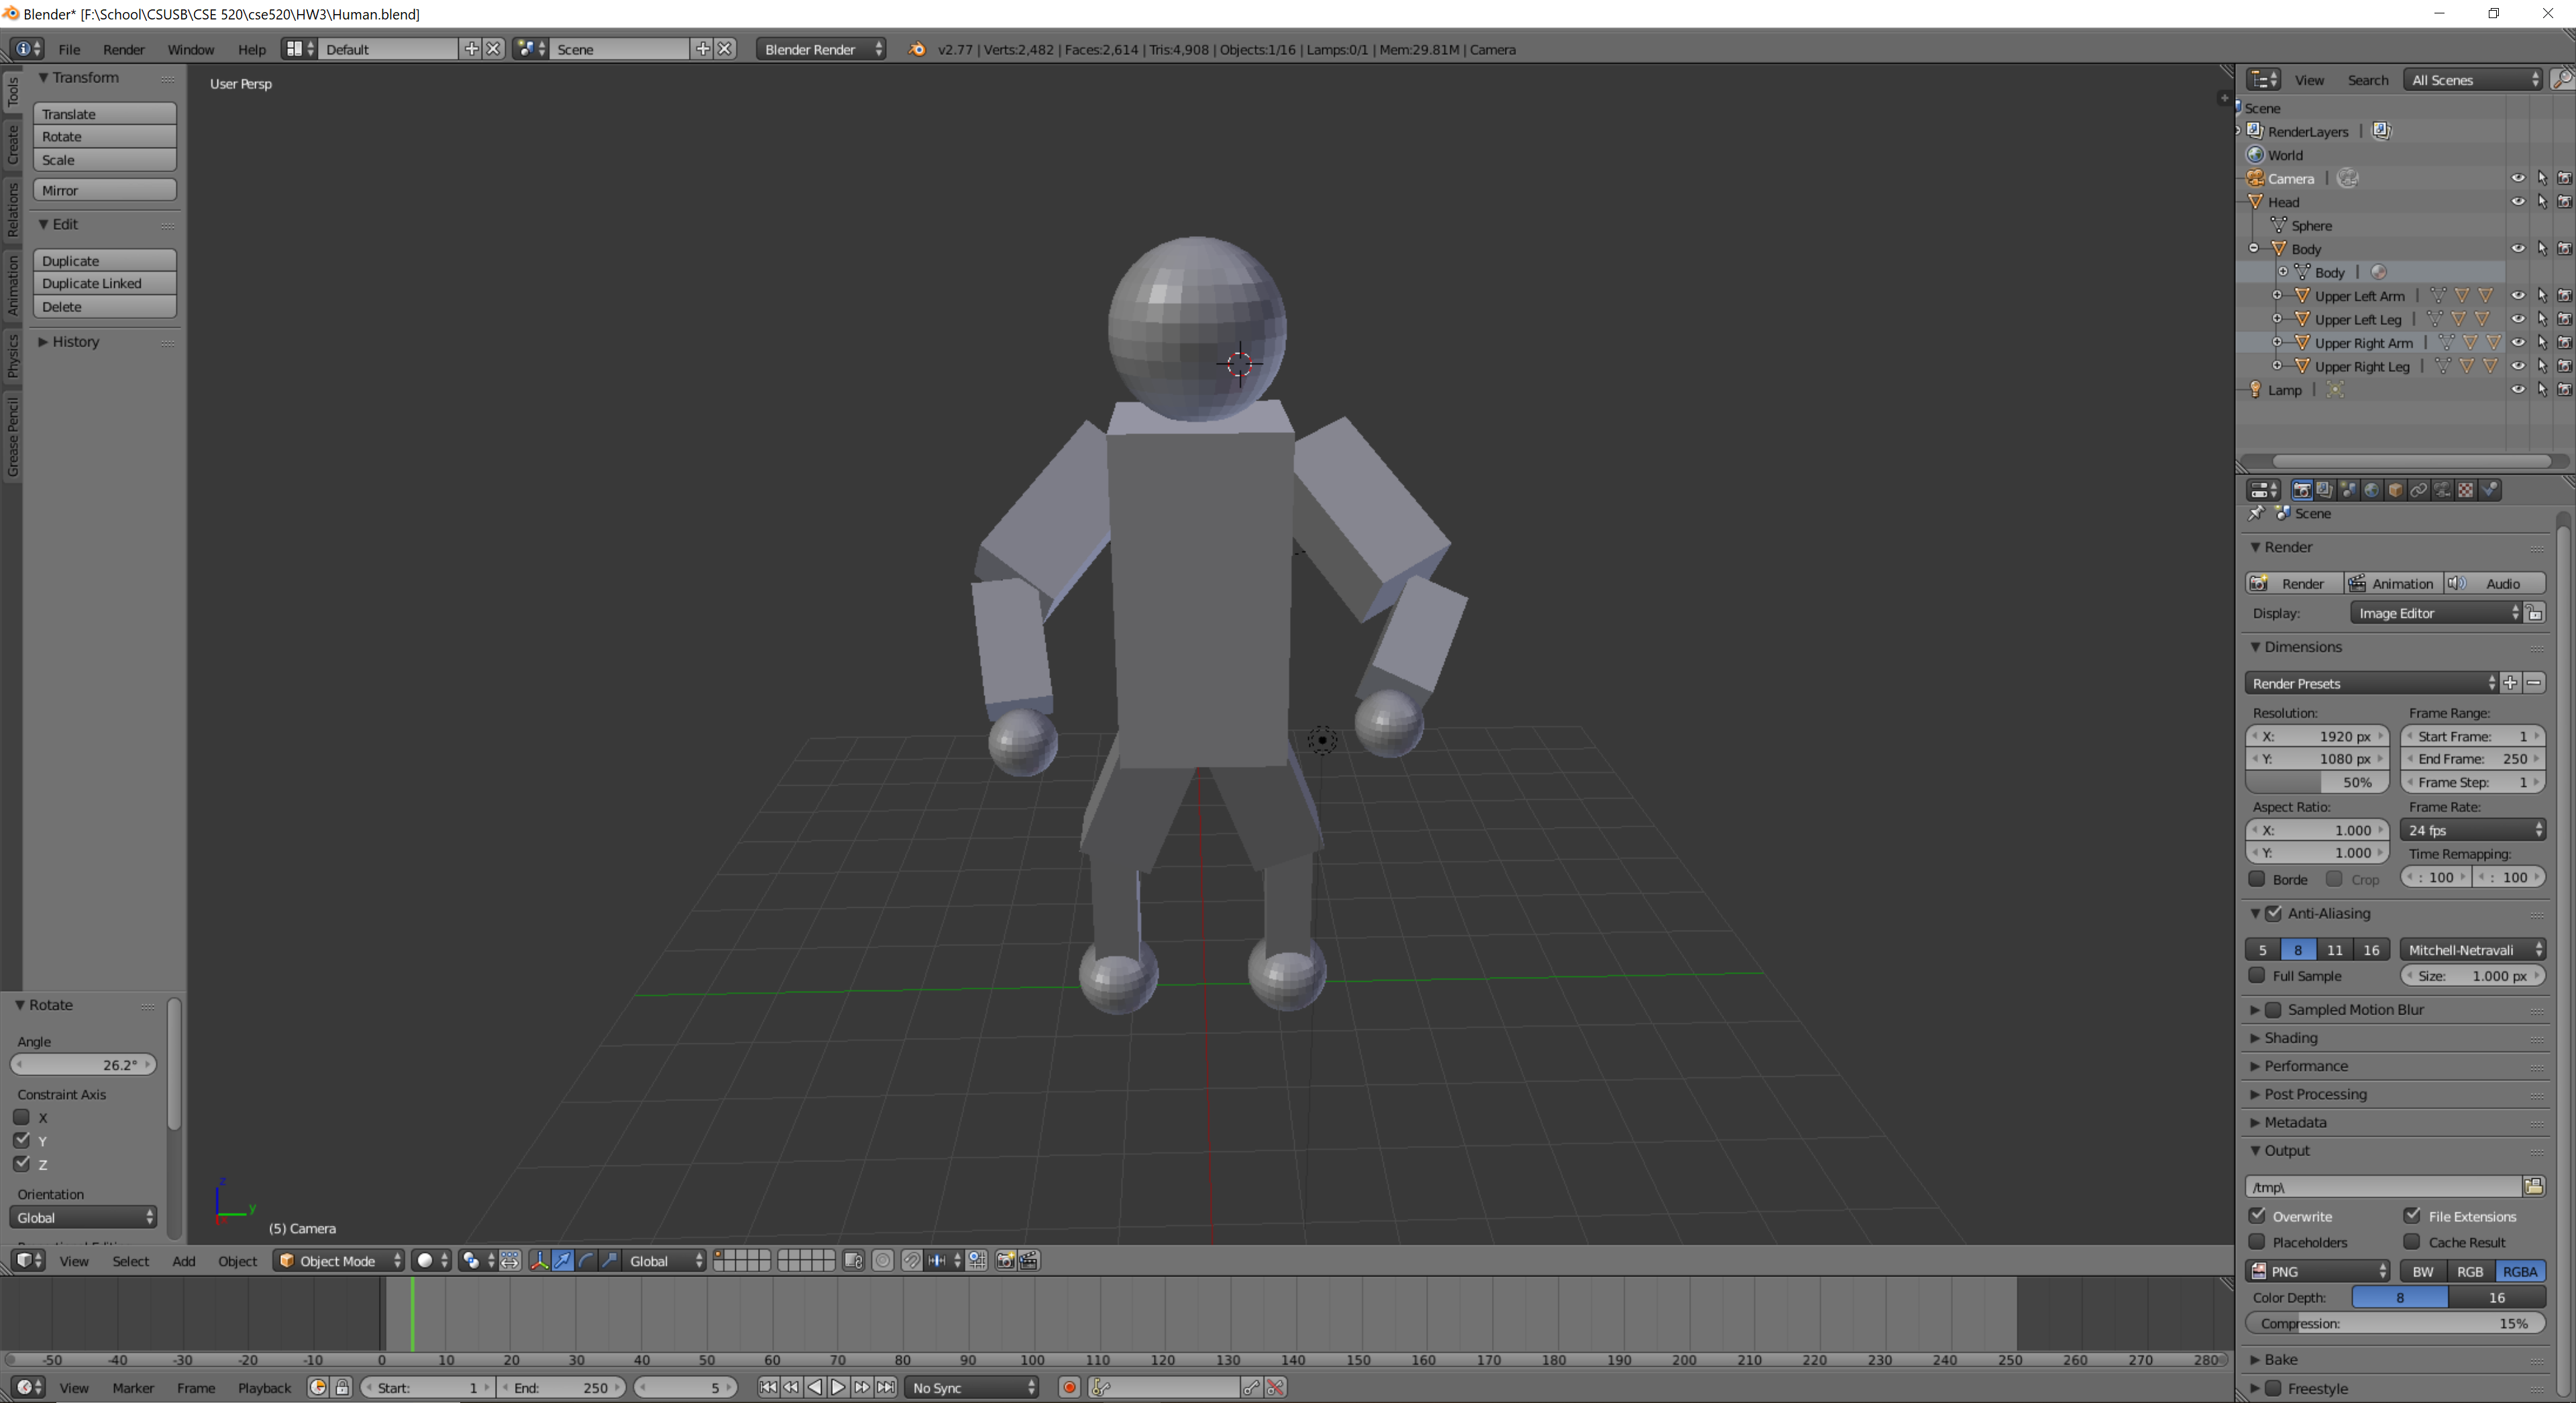 Blender* [F:\School\CSUSB\CSE 520\cse520\HW3\Human.blend]
File Render Window Help Default Scene Blender Render v2.77 | Verts:2,482 | Faces:2,614 | Tris:4,908 | Objects:1/16 | Lamps:0/1 | Mem:29.81M | Camera
Tools
Create
Relations
Animation
Physics
Grease Pencil
Transform
Translate
Rotate
Scale
Mirror
Edit
Duplicate
Duplicate Linked
Delete
History
Rotate
Angle
26.2°
Constraint Axis
X
Y
Z
Orientation
Global
User Persp
z
y
(5) Camera
View Select Add Object Object Mode Global
-50 -40 -30 -20 -10 0 10 20 30 40 50 60 70 80 90 100 110 120 130 140 150 160 170 180 190 200 210 220 230 240 250 260 270 280
View Marker Frame Playback Start: 1 End: 250 5 No Sync
View Search All Scenes
Scene
RenderLayers |
World
Camera |
Head
Sphere
Body
Body |
Upper Left Arm |
Upper Left Leg |
Upper Right Arm |
Upper Right Leg |
Lamp |
Scene
Render
Render Animation Audio
Display: Image Editor
Dimensions
Render Presets
Resolution: Frame Range:
X: 1920 px Start Frame: 1
Y: 1080 px End Frame: 250
50% Frame Step: 1
Aspect Ratio: Frame Rate:
X: 1.000 24 fps
Y: 1.000 Time Remapping:
Borde Crop : 100 : 100
Anti-Aliasing
5 8 11 16 Mitchell-Netravali
Full Sample Size: 1.000 px
Sampled Motion Blur
Shading
Performance
Post Processing
Metadata
Output
/tmp\
Overwrite File Extensions
Placeholders Cache Result
PNG BW RGB RGBA
Color Depth: 8 16
Compression: 15%
Bake
Freestyle